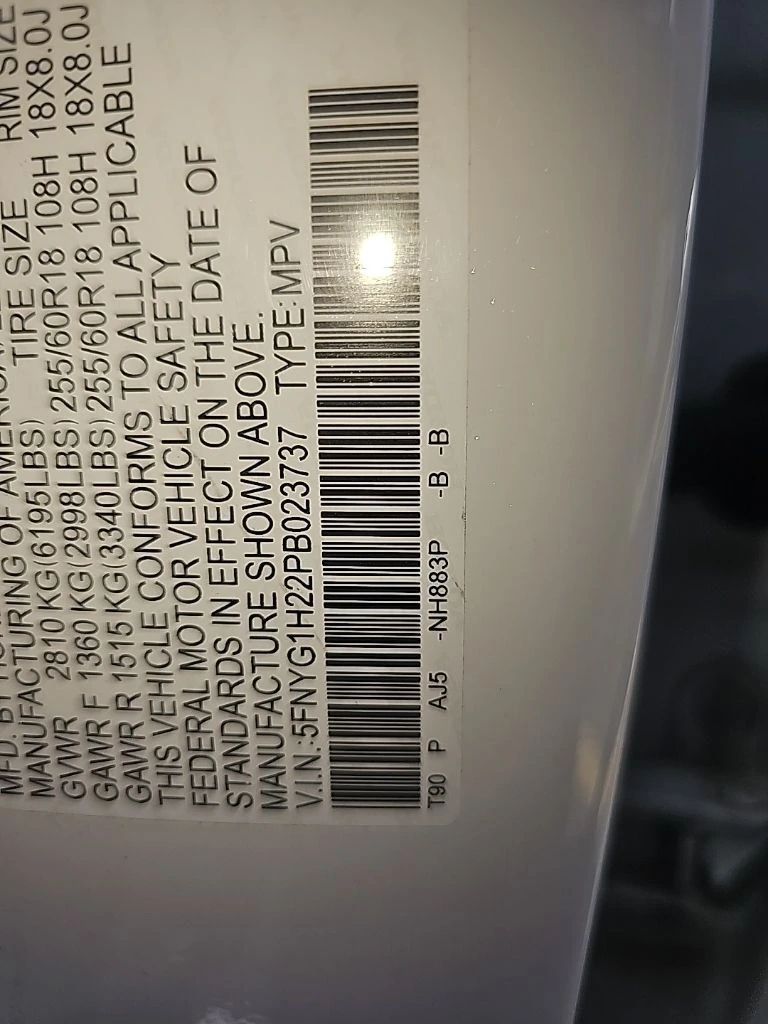 MFD. BY
MANUFACTURING OF AMERICA
TIRE SIZE RIM SIZE
GVWR 2810 KG(6195LBS)
GAWR F 1360 KG(2998LBS) 255/60R18 108H 18X8.0J
GAWR R 1515 KG(3340LBS) 255/60R18 108H 18X8.0J
THIS VEHICLE CONFORMS TO ALL APPLICABLE
FEDERAL MOTOR VEHICLE SAFETY
STANDARDS IN EFFECT ON THE DATE OF
MANUFACTURE SHOWN ABOVE.
V.I.N.:5FNYG1H22PB023737 TYPE:MPV
T90 P AJ5 -NH883P -B -B